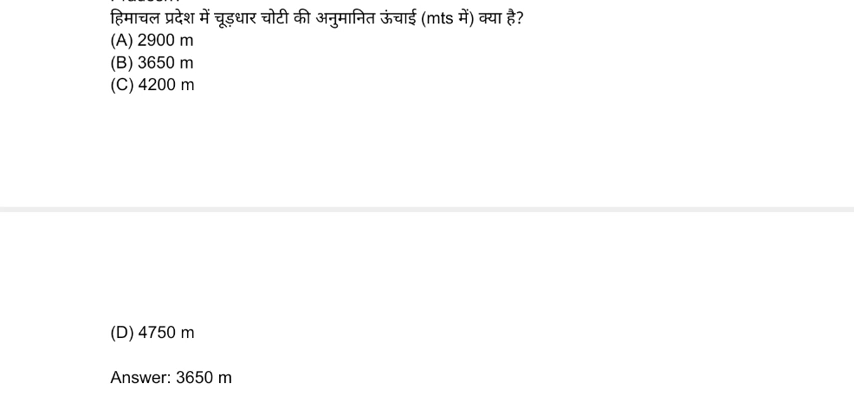 हिमाचल प्रदेश में चूड़धार चोटी की अनुमानित ऊंचाई (mts में) क्या है?
(A) 2900 m
(B) 3650 m
(C) 4200 m
(D) 4750 m
Answer: 3650 m